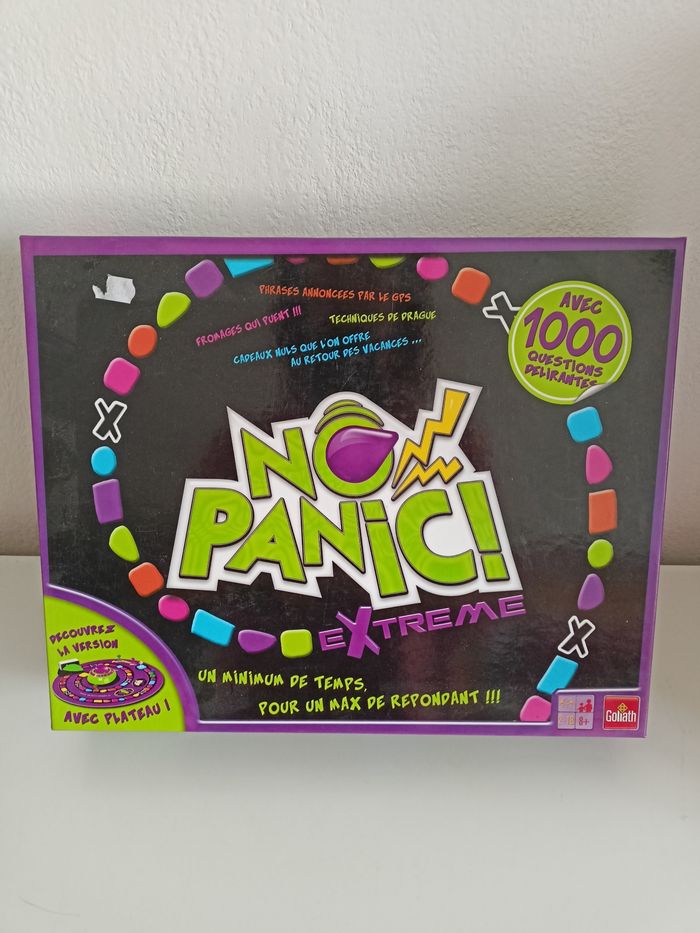 PHRASES ANNONCEES PAR LE GPS
FROMAGES QUI PUENT !!!
TECHNIQUES DE DRAGUE
CADEAUX NULS QUE L'ON OFFRE
AU RETOUR DES VACANCES ...
AVEC
1000
QUESTIONS
DELIRANTES
X
X
NO
PANIC!
EXTREME
X
DECOUVREZ
LA VERSION
AVEC PLATEAU !
UN MINIMUM DE TEMPS,
POUR UN MAX DE REPONDANT !!!
8+
Goliath